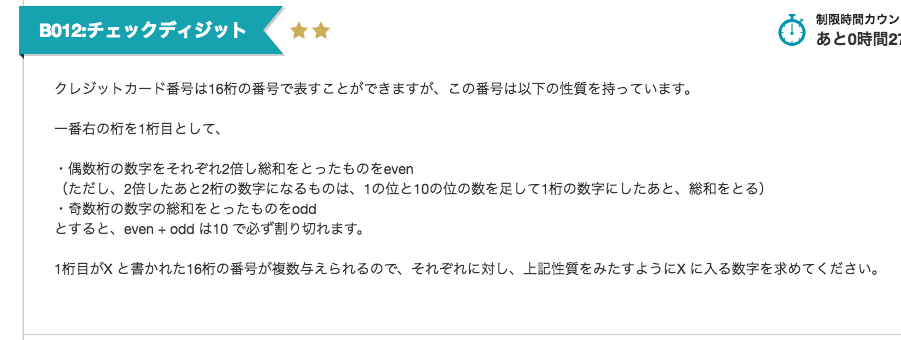 B012:チェックディジット
制限時間カウン
あと0時間27
クレジットカード番号は16桁の番号で表すことができますが、この番号は以下の性質を持っています。
一番右の桁を1桁目として、
・偶数桁の数字をそれぞれ2倍し総和をとったものをeven
（ただし、2倍したあと2桁の数字になるものは、1の位と10の位の数を足して1桁の数字にしたあと、総和をとる）
・奇数桁の数字の総和をとったものをodd
とすると、even + odd は10 で必ず割り切れます。
1桁目がX と書かれた16桁の番号が複数与えられるので、それぞれに対し、上記性質をみたすようにX に入る数字を求めてください。